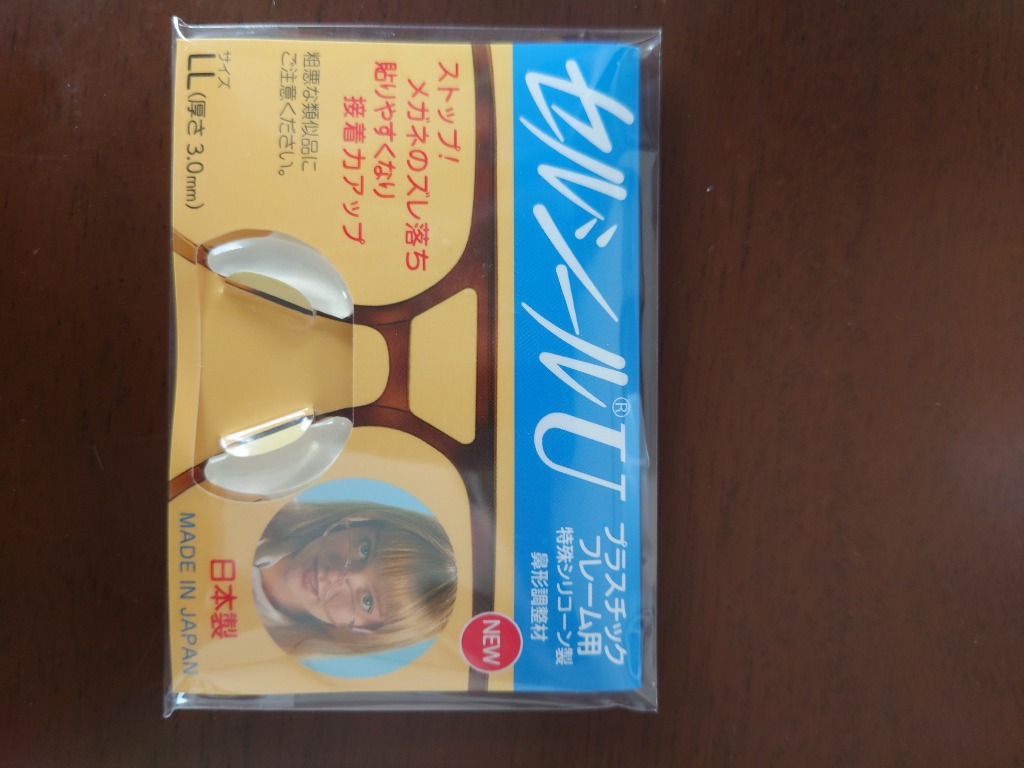 セルシールU®
プラスチック
フレーム用
特殊シリコーン製
鼻形調整材
ストップ!
メガネのズレ落ち
貼りやすくなり
接着力アップ
粗悪な類似品に
ご注意ください。
サイズ
LL(厚さ3.0mm)
NEW
日本製
MADE IN JAPAN